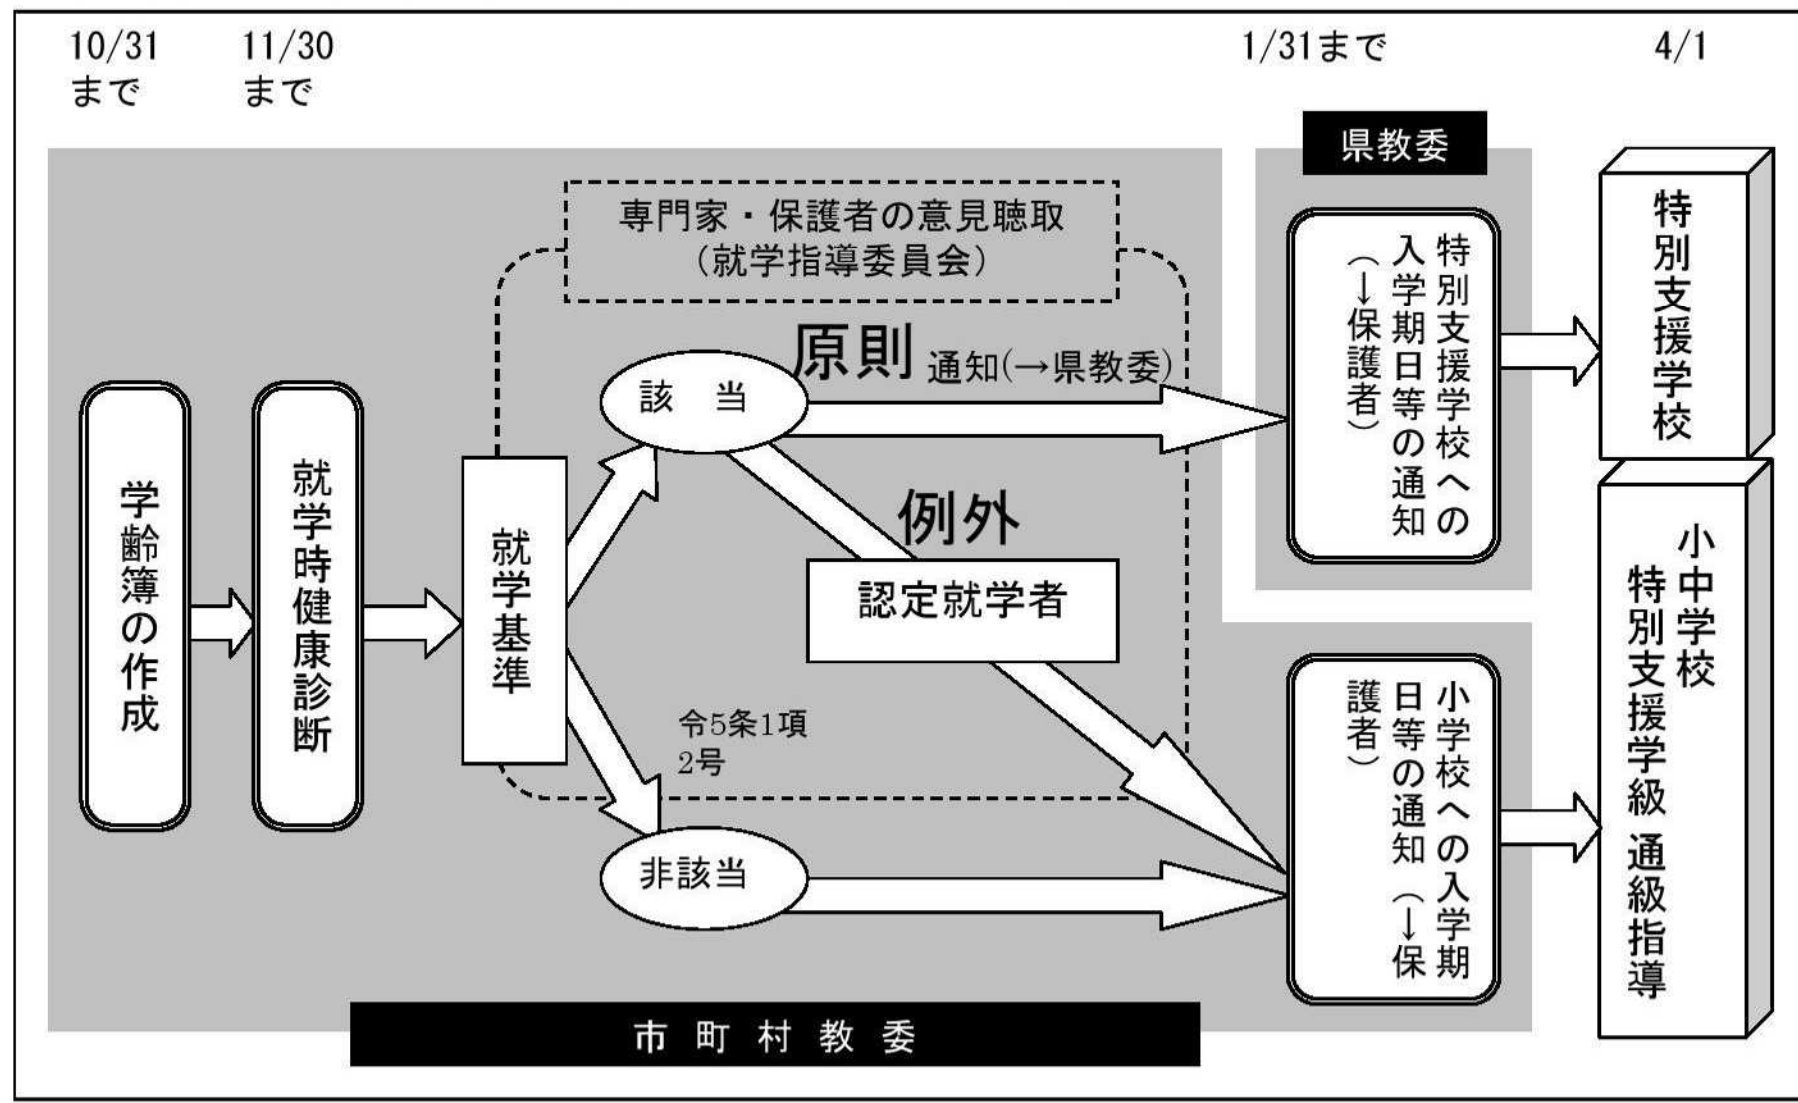 10/31
まで
11/30
まで
1/31まで
4/1
県教委
専門家・保護者の意見聴取
(就学指導委員会)
原則
通知(→県教委)
該 当
例外
認定就学者
学齢簿の作成
就学時健康診断
就学基準
令5条1項
2号
非該当
特別支援学校への
入学期日等の通知
(→保護者)
小学校への入学期
日等の通知 (→保
護者)
特別支援学校
小中学校
特別支援学級 通級指導
市町村教委